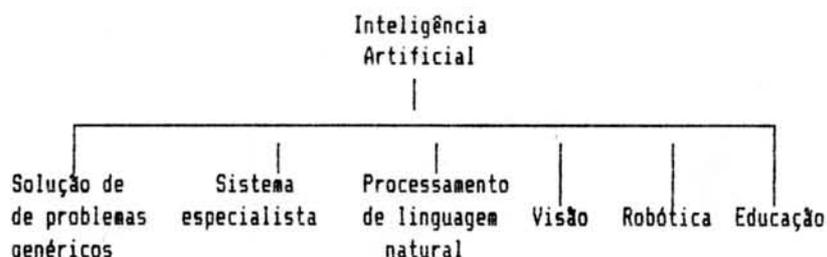 Inteligência
Artificial
Solução de
de problemas
genéricos
Sistema
especialista
Processamento
de linguagem
natural
Visão
Robótica
Educação